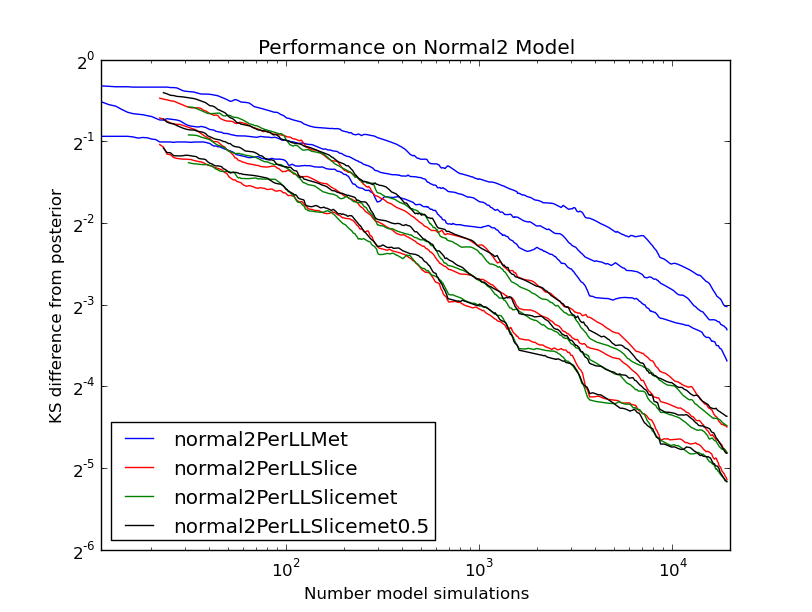 Performance on Normal2 Model
2^0
2^-1
2^-2
2^-3
2^-4
2^-5
2^-6
KS difference from posterior
normal2PerLLMet
normal2PerLLSlice
normal2PerLLSlicemet
normal2PerLLSlicemet0.5
10^2 10^3 10^4
Number model simulations